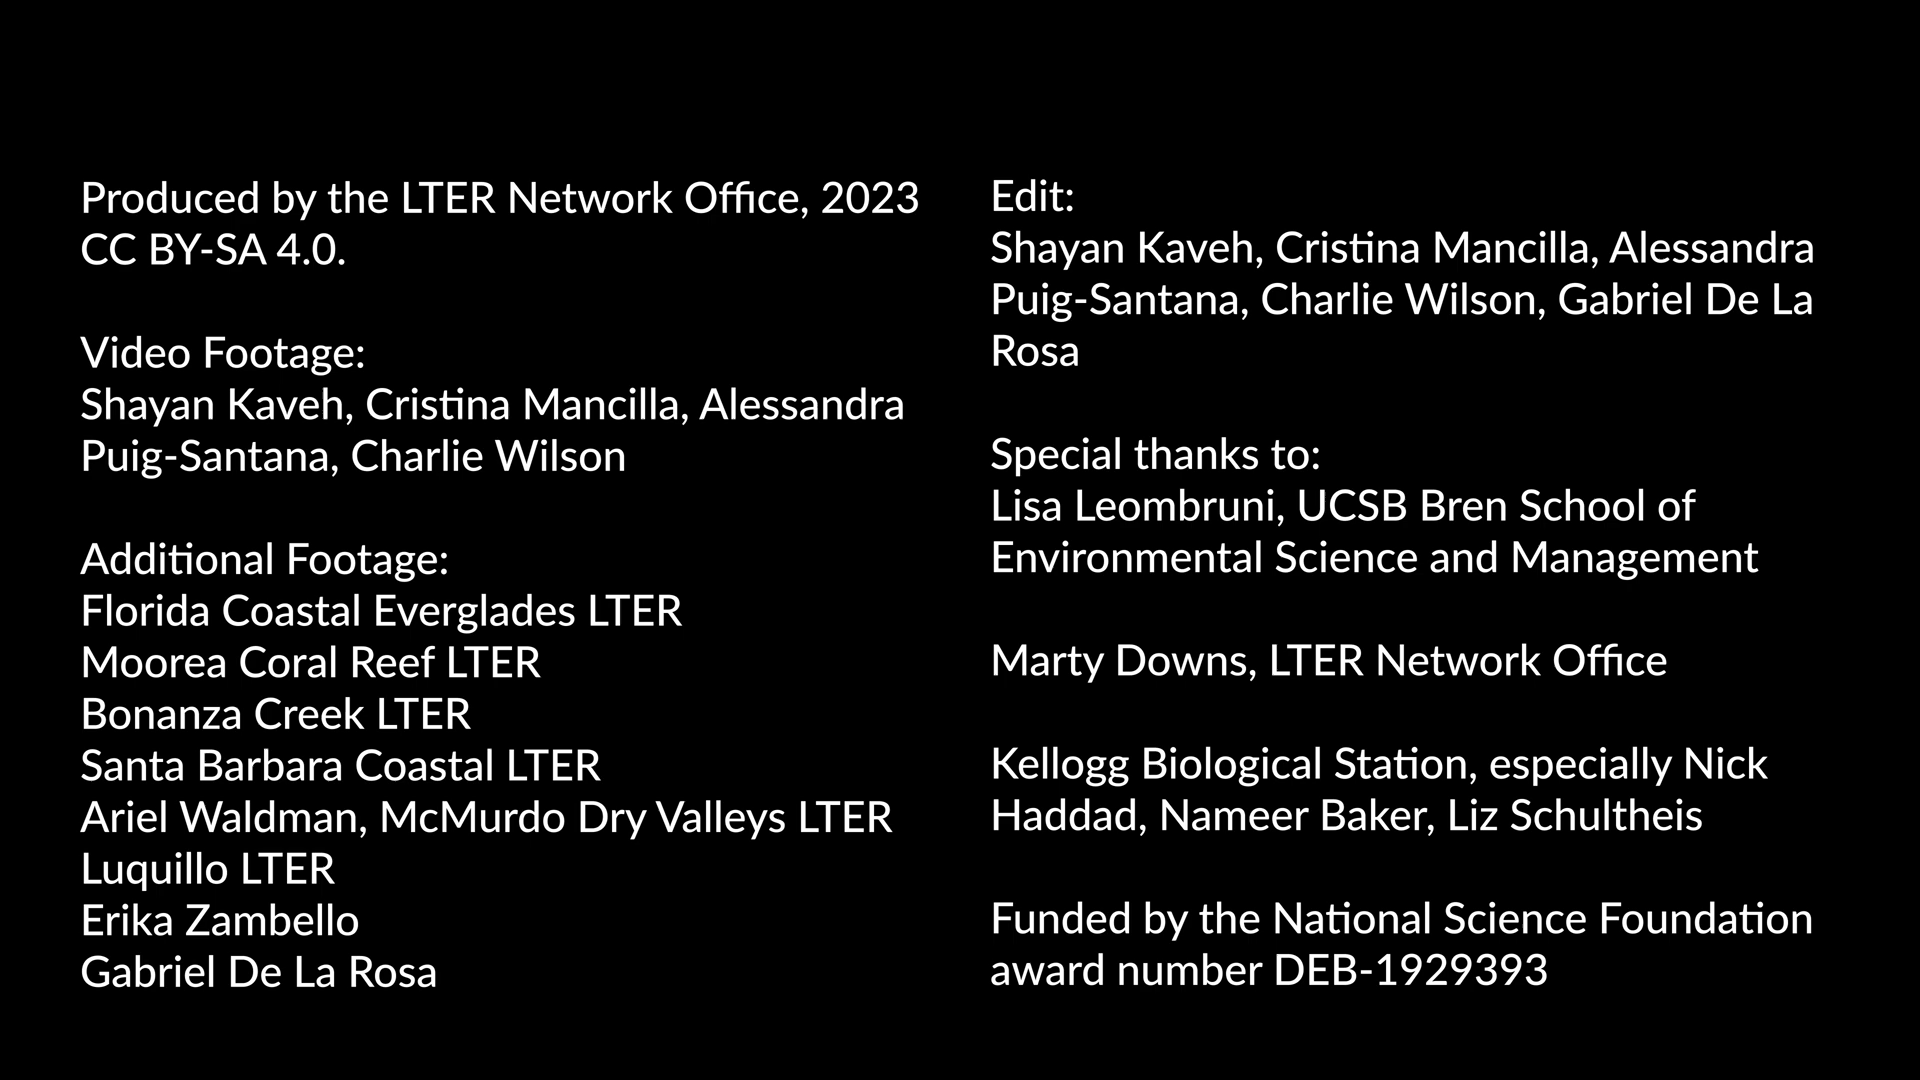 Produced by the LTER Network Office, 2023
CC BY-SA 4.0.
Video Footage:
Shayan Kaveh, Cristina Mancilla, Alessandra
Puig-Santana, Charlie Wilson
Additional Footage:
Florida Coastal Everglades LTER
Moorea Coral Reef LTER
Bonanza Creek LTER
Santa Barbara Coastal LTER
Ariel Waldman, McMurdo Dry Valleys LTER
Luquillo LTER
Erika Zambello
Gabriel De La Rosa
Edit:
Shayan Kaveh, Cristina Mancilla, Alessandra
Puig-Santana, Charlie Wilson, Gabriel De La
Rosa
Special thanks to:
Lisa Leombruni, UCSB Bren School of
Environmental Science and Management
Marty Downs, LTER Network Office
Kellogg Biological Station, especially Nick
Haddad, Nameer Baker, Liz Schultheis
Funded by the National Science Foundation
award number DEB-1929393